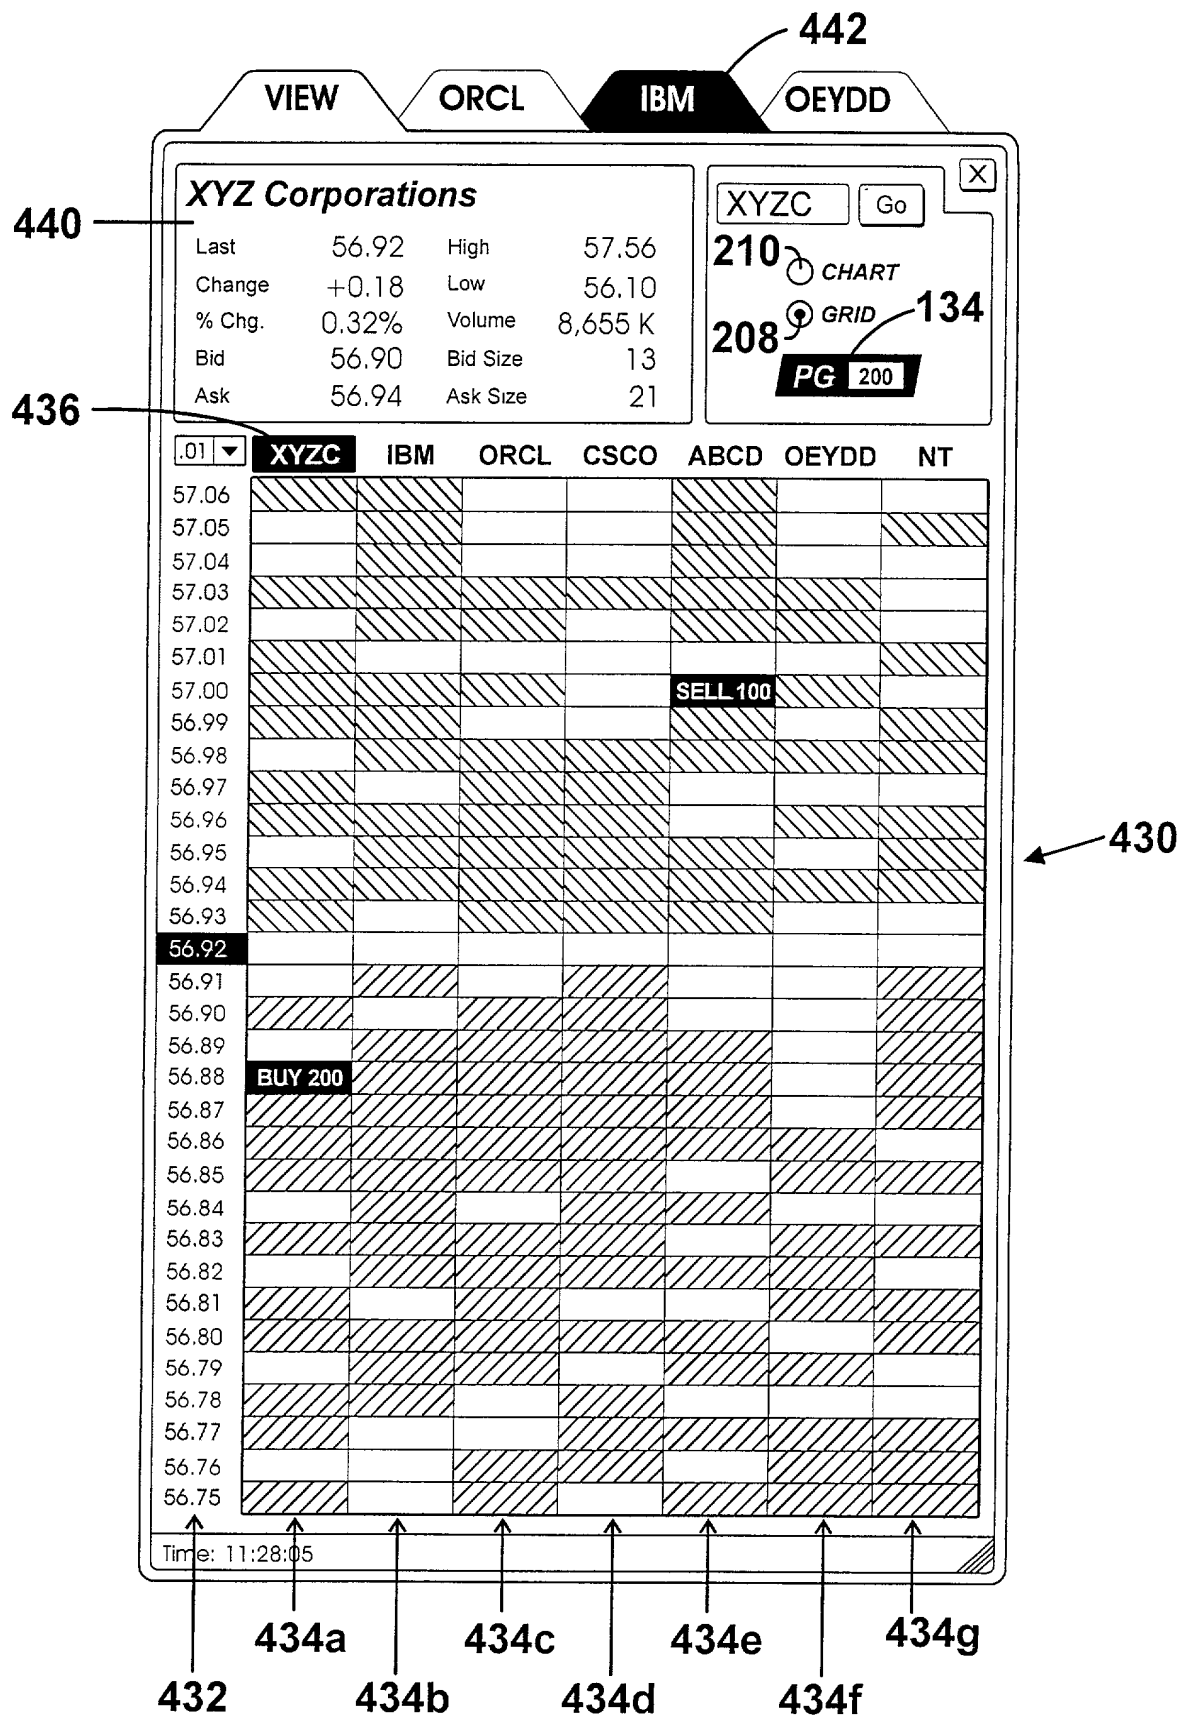 442
VIEW ORCL IBM OEYDD
X
XYZ Corporations
XYZC Go
440
Last 56.92 High 57.56
210
CHART
Change +0.18 Low 56.10
GRID
134
% Chg. 0.32% Volume 8,655 K
208
Bid 56.90 Bid Size 13
PG 200
Ask 56.94 Ask Size 21
436
.01 XYZC IBM ORCL CSCO ABCD OEYDD NT
57.06
57.05
57.04
57.03
57.02
57.01
57.00 SELL 100
56.99
56.98
56.97
56.96
430
56.95
56.94
56.93
56.92
56.91
56.90
56.89
56.88 BUY 200
56.87
56.86
56.85
56.84
56.83
56.82
56.81
56.80
56.79
56.78
56.77
56.76
56.75
Time: 11:28:05
434a 434c 434e 434g
432 434b 434d 434f